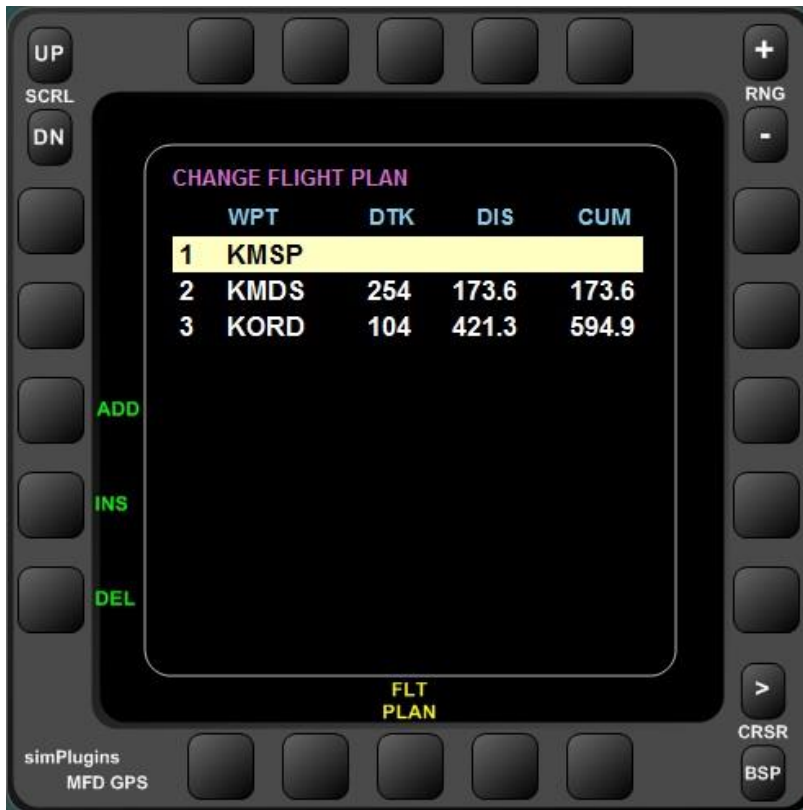 UP
SCRL
DN
+
RNG
-
CHANGE FLIGHT PLAN
WPT DTK DIS CUM
1 KMSP
2 KMDS 254 173.6 173.6
3 KORD 104 421.3 594.9
ADD
INS
DEL
FLT
PLAN
>
CRSR
BSP
simPlugins
MFD GPS